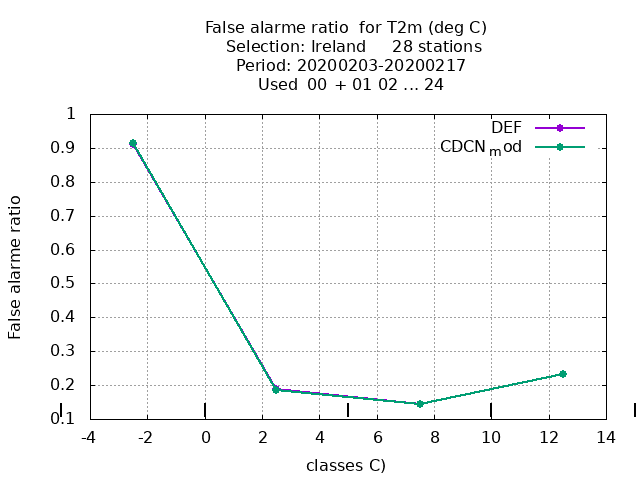 False alarme ratio  for T2m (deg C)
Selection: Ireland     28 stations
Period: 20200203-20200217
Used  00  + 01 02 ... 24
DEF
CDCN_mod
1
0.9
0.8
0.7
0.6
0.5
0.4
0.3
0.2
0.1
False alarme ratio
-4 -2 0 2 4 6 8 10 12 14
classes C)